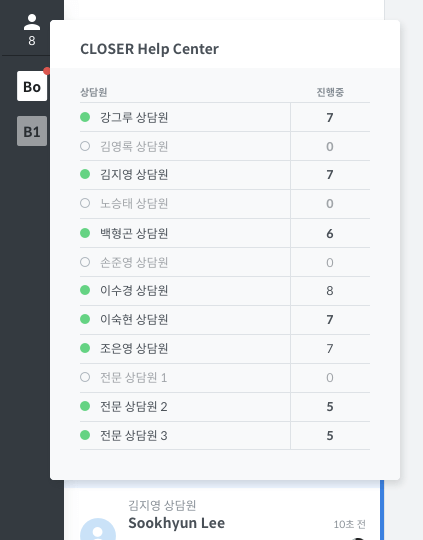 8
CLOSER Help Center
Bo
B1
상담원 진행중
강그루 상담원 7
김영록 상담원 0
김지영 상담원 7
노승태 상담원 0
백형곤 상담원 6
손준영 상담원 0
이수경 상담원 8
이숙현 상담원 7
조은영 상담원 7
전문 상담원 1 0
전문 상담원 2 5
전문 상담원 3 5
김지영 상담원
Sookhyun Lee 10초 전